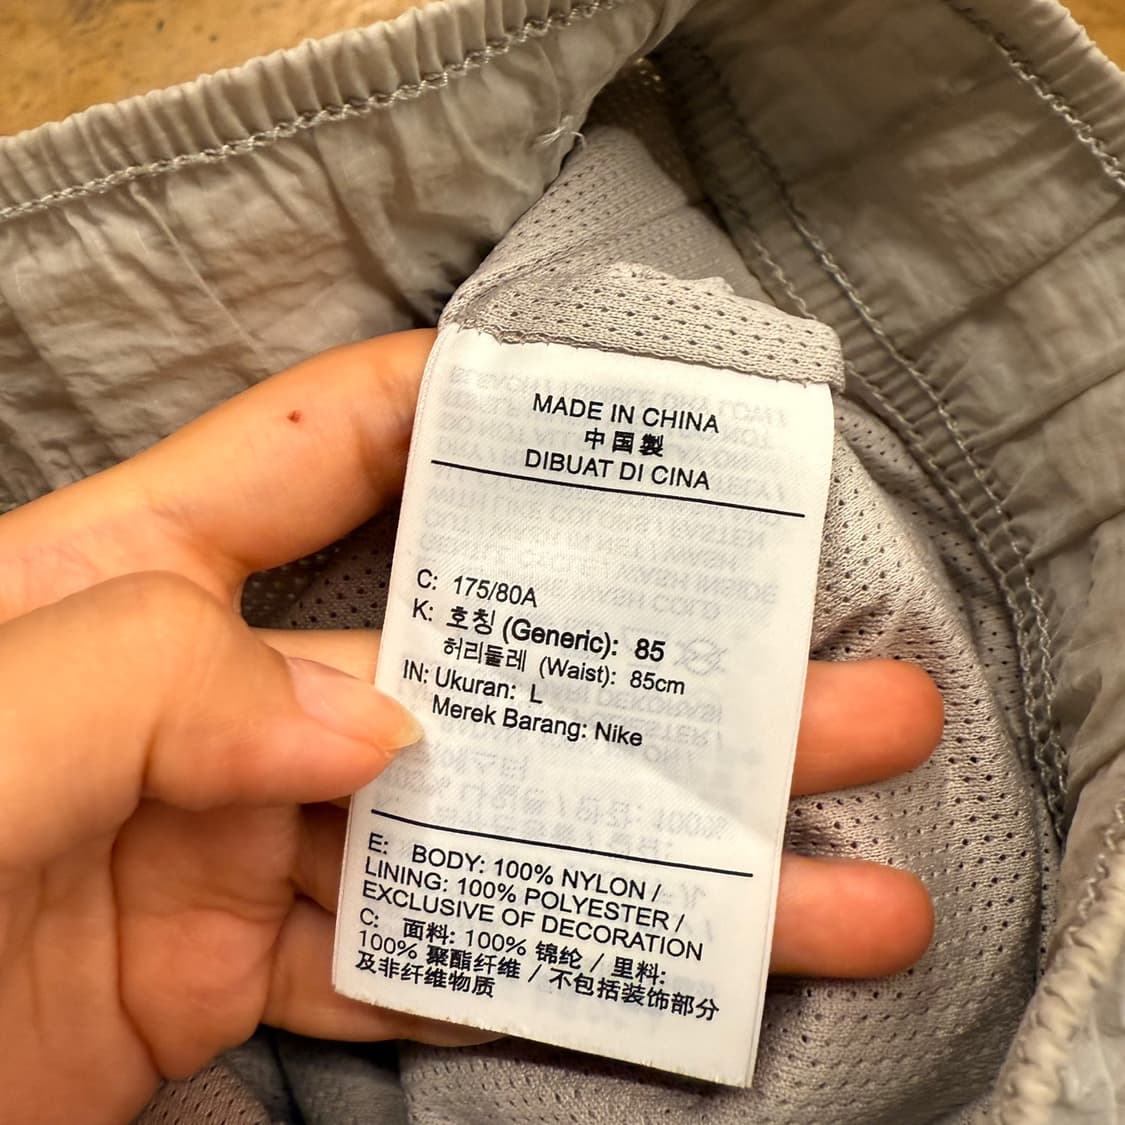 MADE IN CHINA
中国製
DIBUAT DI CINA
C: 175/80A
K: 호칭 (Generic): 85
허리둘레 (Waist): 85cm
IN: Ukuran: L
Merek Barang: Nike
E: BODY: 100% NYLON /
LINING: 100% POLYESTER /
EXCLUSIVE OF DECORATION
C: 面料: 100% 锦纶 / 里料:
100% 聚酯纤维 / 不包括装饰部分
及非纤维物质